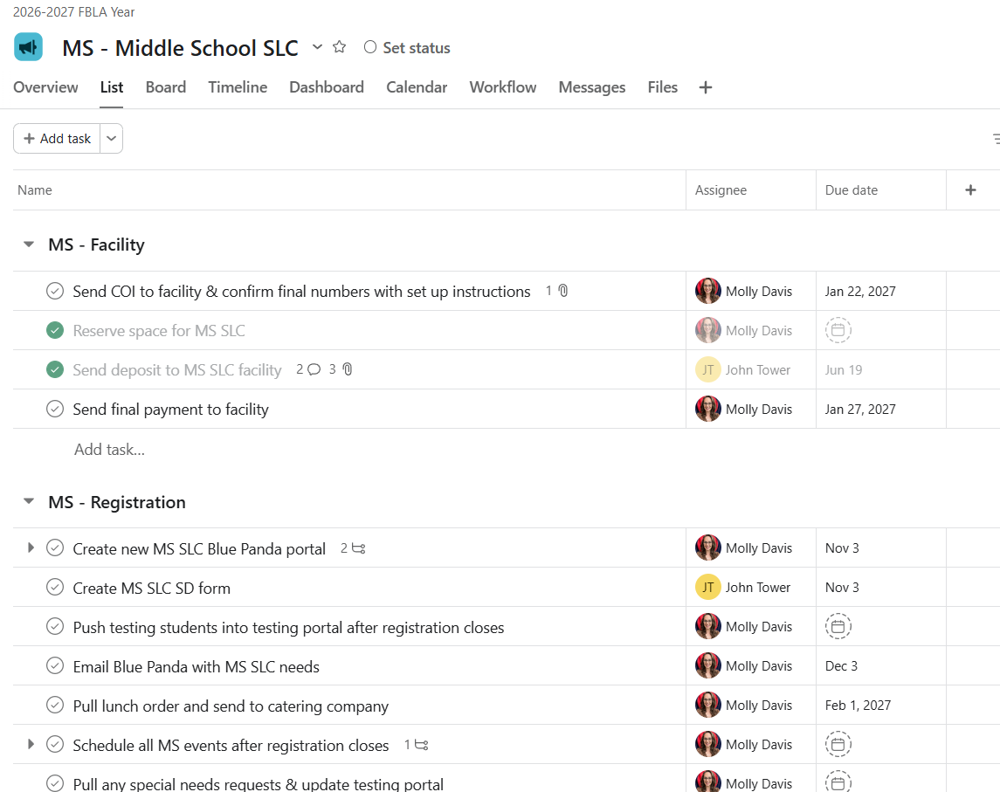 2026-2027 FBLA Year
MS - Middle School SLC Set status
Overview List Board Timeline Dashboard Calendar Workflow Messages Files +
+ Add task
Name Assignee Due date +
MS - Facility
Send COI to facility & confirm final numbers with set up instructions 1 Molly Davis Jan 22, 2027
Reserve space for MS SLC Molly Davis
Send deposit to MS SLC facility 2 3 JT John Tower Jun 19
Send final payment to facility Molly Davis Jan 27, 2027
Add task...
MS - Registration
Create new MS SLC Blue Panda portal 2 Molly Davis Nov 3
Create MS SLC SD form JT John Tower Nov 3
Push testing students into testing portal after registration closes Molly Davis
Email Blue Panda with MS SLC needs Molly Davis Dec 3
Pull lunch order and send to catering company Molly Davis Feb 1, 2027
Schedule all MS events after registration closes 1 Molly Davis
Pull any special needs requests & update testing portal Molly Davis